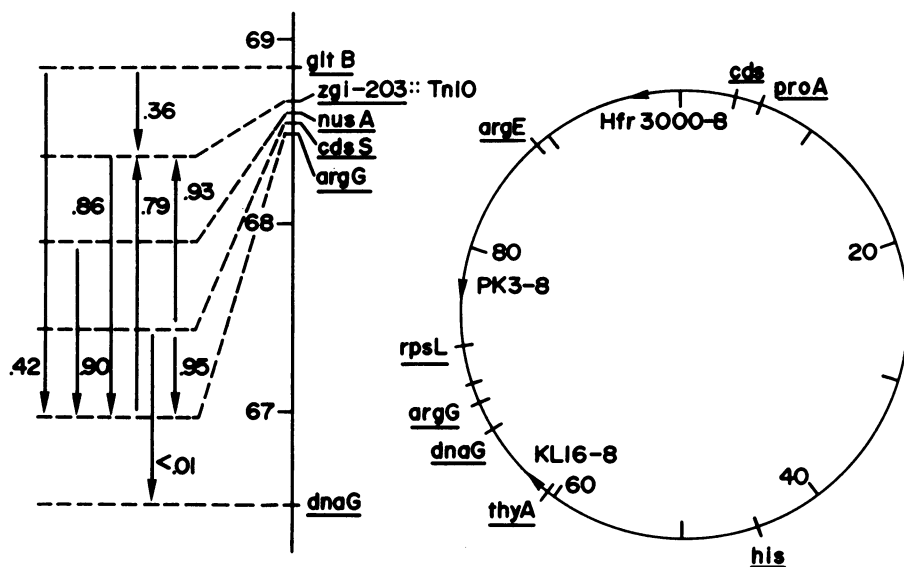 69
glt B
zgi-203:: Tn10
nus A
cds S
argG
68
67
dnaG
.36
.93
.86
.79
.42
.90
.95
<.01
cds
proA
Hfr 3000-8
argE
20
80
PK3-8
rpsL
argG
dnaG
KL16-8
60
40
thyA
his